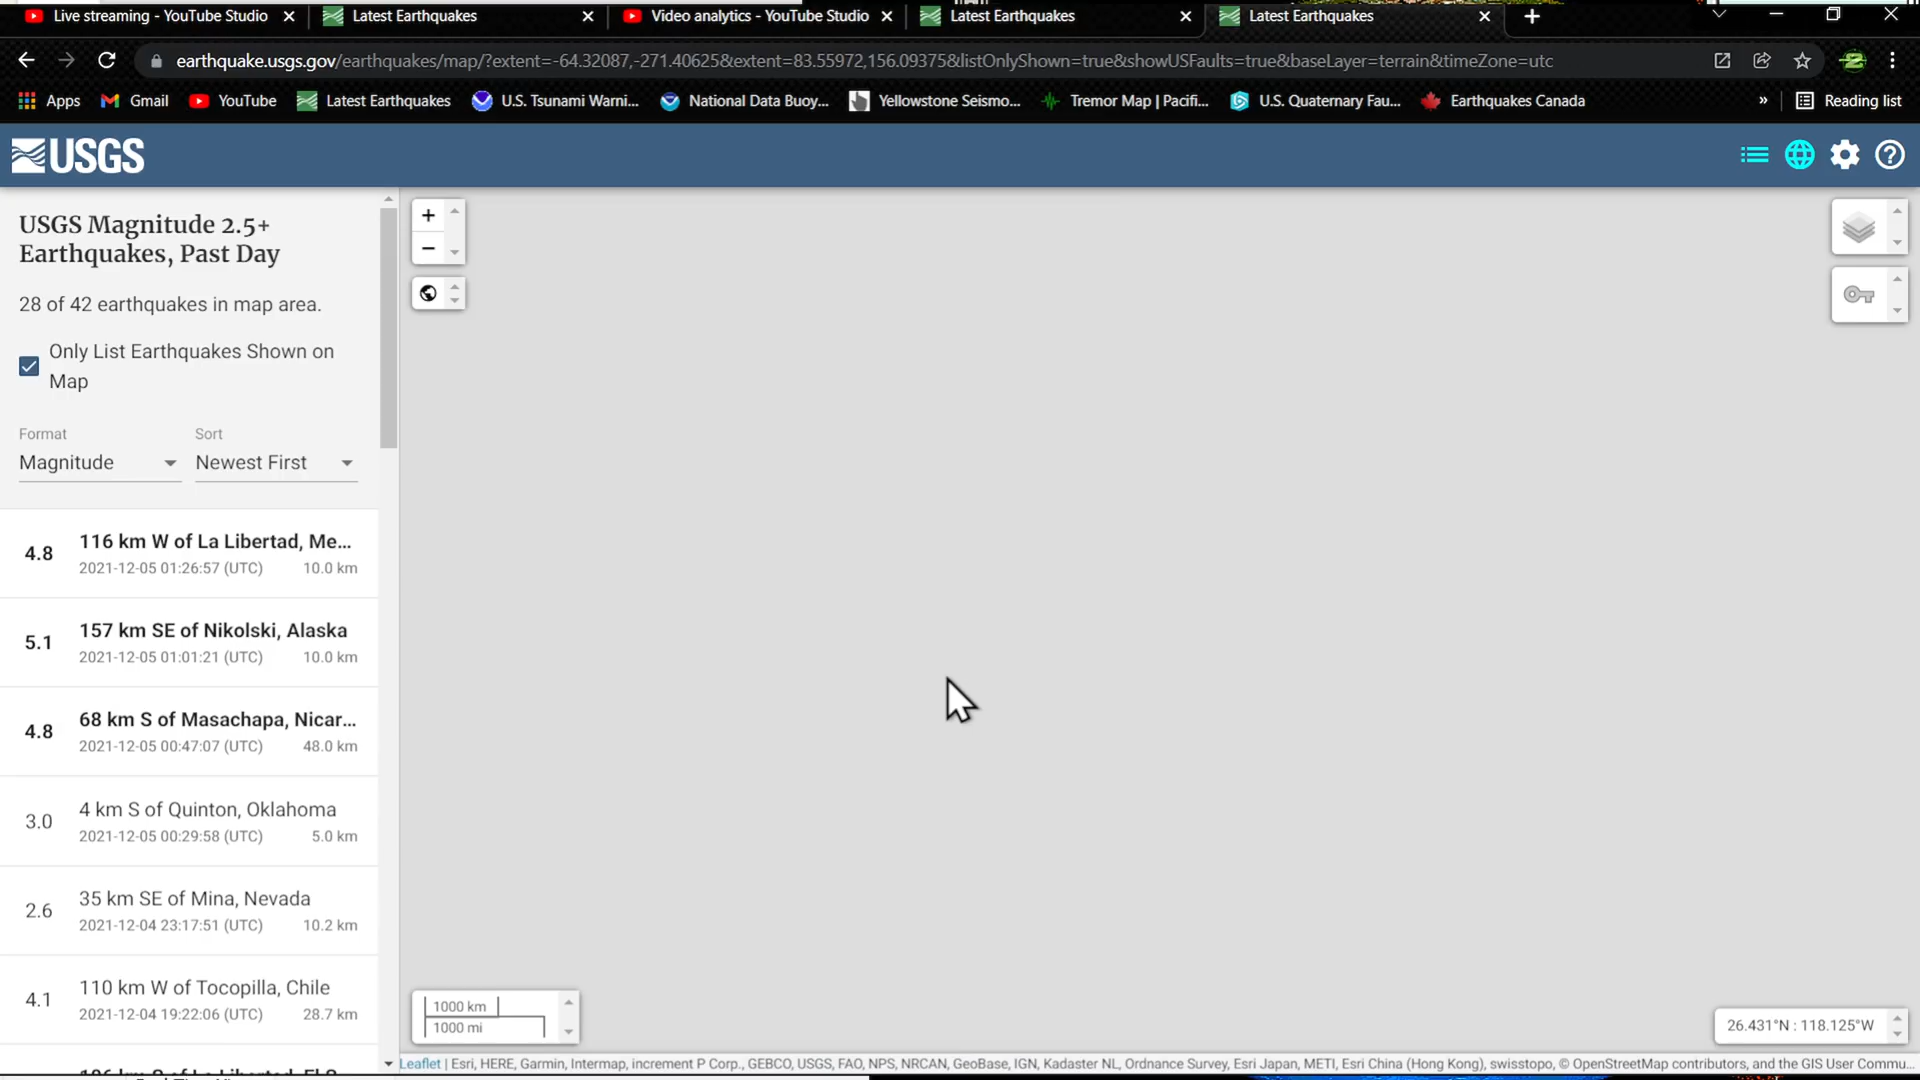 Live streaming - YouTube Studio
Latest Earthquakes
Video analytics - YouTube Studio
Latest Earthquakes
Latest Earthquakes
earthquake.usgs.gov/earthquakes/map/?extent=-64.32087,-271.40625&extent=83.55972,156.09375&listOnlyShown=true&showUSFaults=true&baseLayer=terrain&timeZone=utc
Apps
Gmail
YouTube
Latest Earthquakes
U.S. Tsunami Warni...
National Data Buoy...
Yellowstone Seismo...
Tremor Map | Pacifi...
U.S. Quaternary Fau...
Earthquakes Canada
»
Reading list
USGS
USGS Magnitude 2.5+
Earthquakes, Past Day
28 of 42 earthquakes in map area.
Only List Earthquakes Shown on
Map
Format
Sort
Magnitude
Newest First
4.8
116 km W of La Libertad, Me...
2021-12-05 01:26:57 (UTC) 10.0 km
5.1
157 km SE of Nikolski, Alaska
2021-12-05 01:01:21 (UTC) 10.0 km
4.8
68 km S of Masachapa, Nicar...
2021-12-05 00:47:07 (UTC) 48.0 km
3.0
4 km S of Quinton, Oklahoma
2021-12-05 00:29:58 (UTC) 5.0 km
2.6
35 km SE of Mina, Nevada
2021-12-04 23:17:51 (UTC) 10.2 km
4.1
110 km W of Tocopilla, Chile
2021-12-04 19:22:06 (UTC) 28.7 km
+
−
1000 km
1000 mi
26.431°N : 118.125°W
Leaflet | Esri, HERE, Garmin, Intermap, increment P Corp., GEBCO, USGS, FAO, NPS, NRCAN, GeoBase, IGN, Kadaster NL, Ordnance Survey, Esri Japan, METI, Esri China (Hong Kong), swisstopo, © OpenStreetMap contributors, and the GIS User Commu...